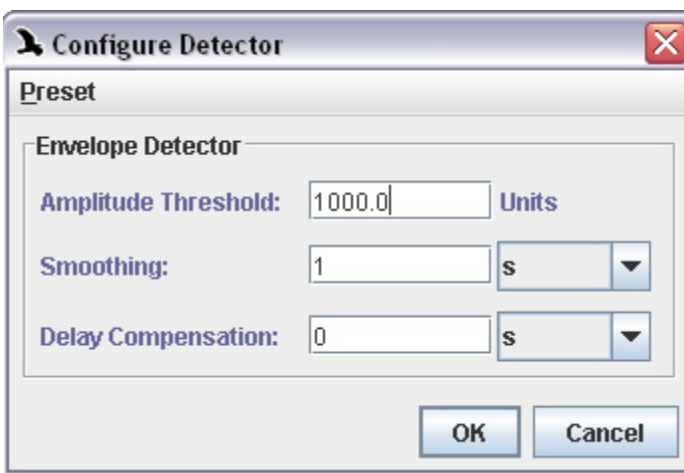 Configure Detector
Preset
Envelope Detector
Amplitude Threshold: 1000.0 Units
Smoothing: 1 s
Delay Compensation: 0 s
OK Cancel